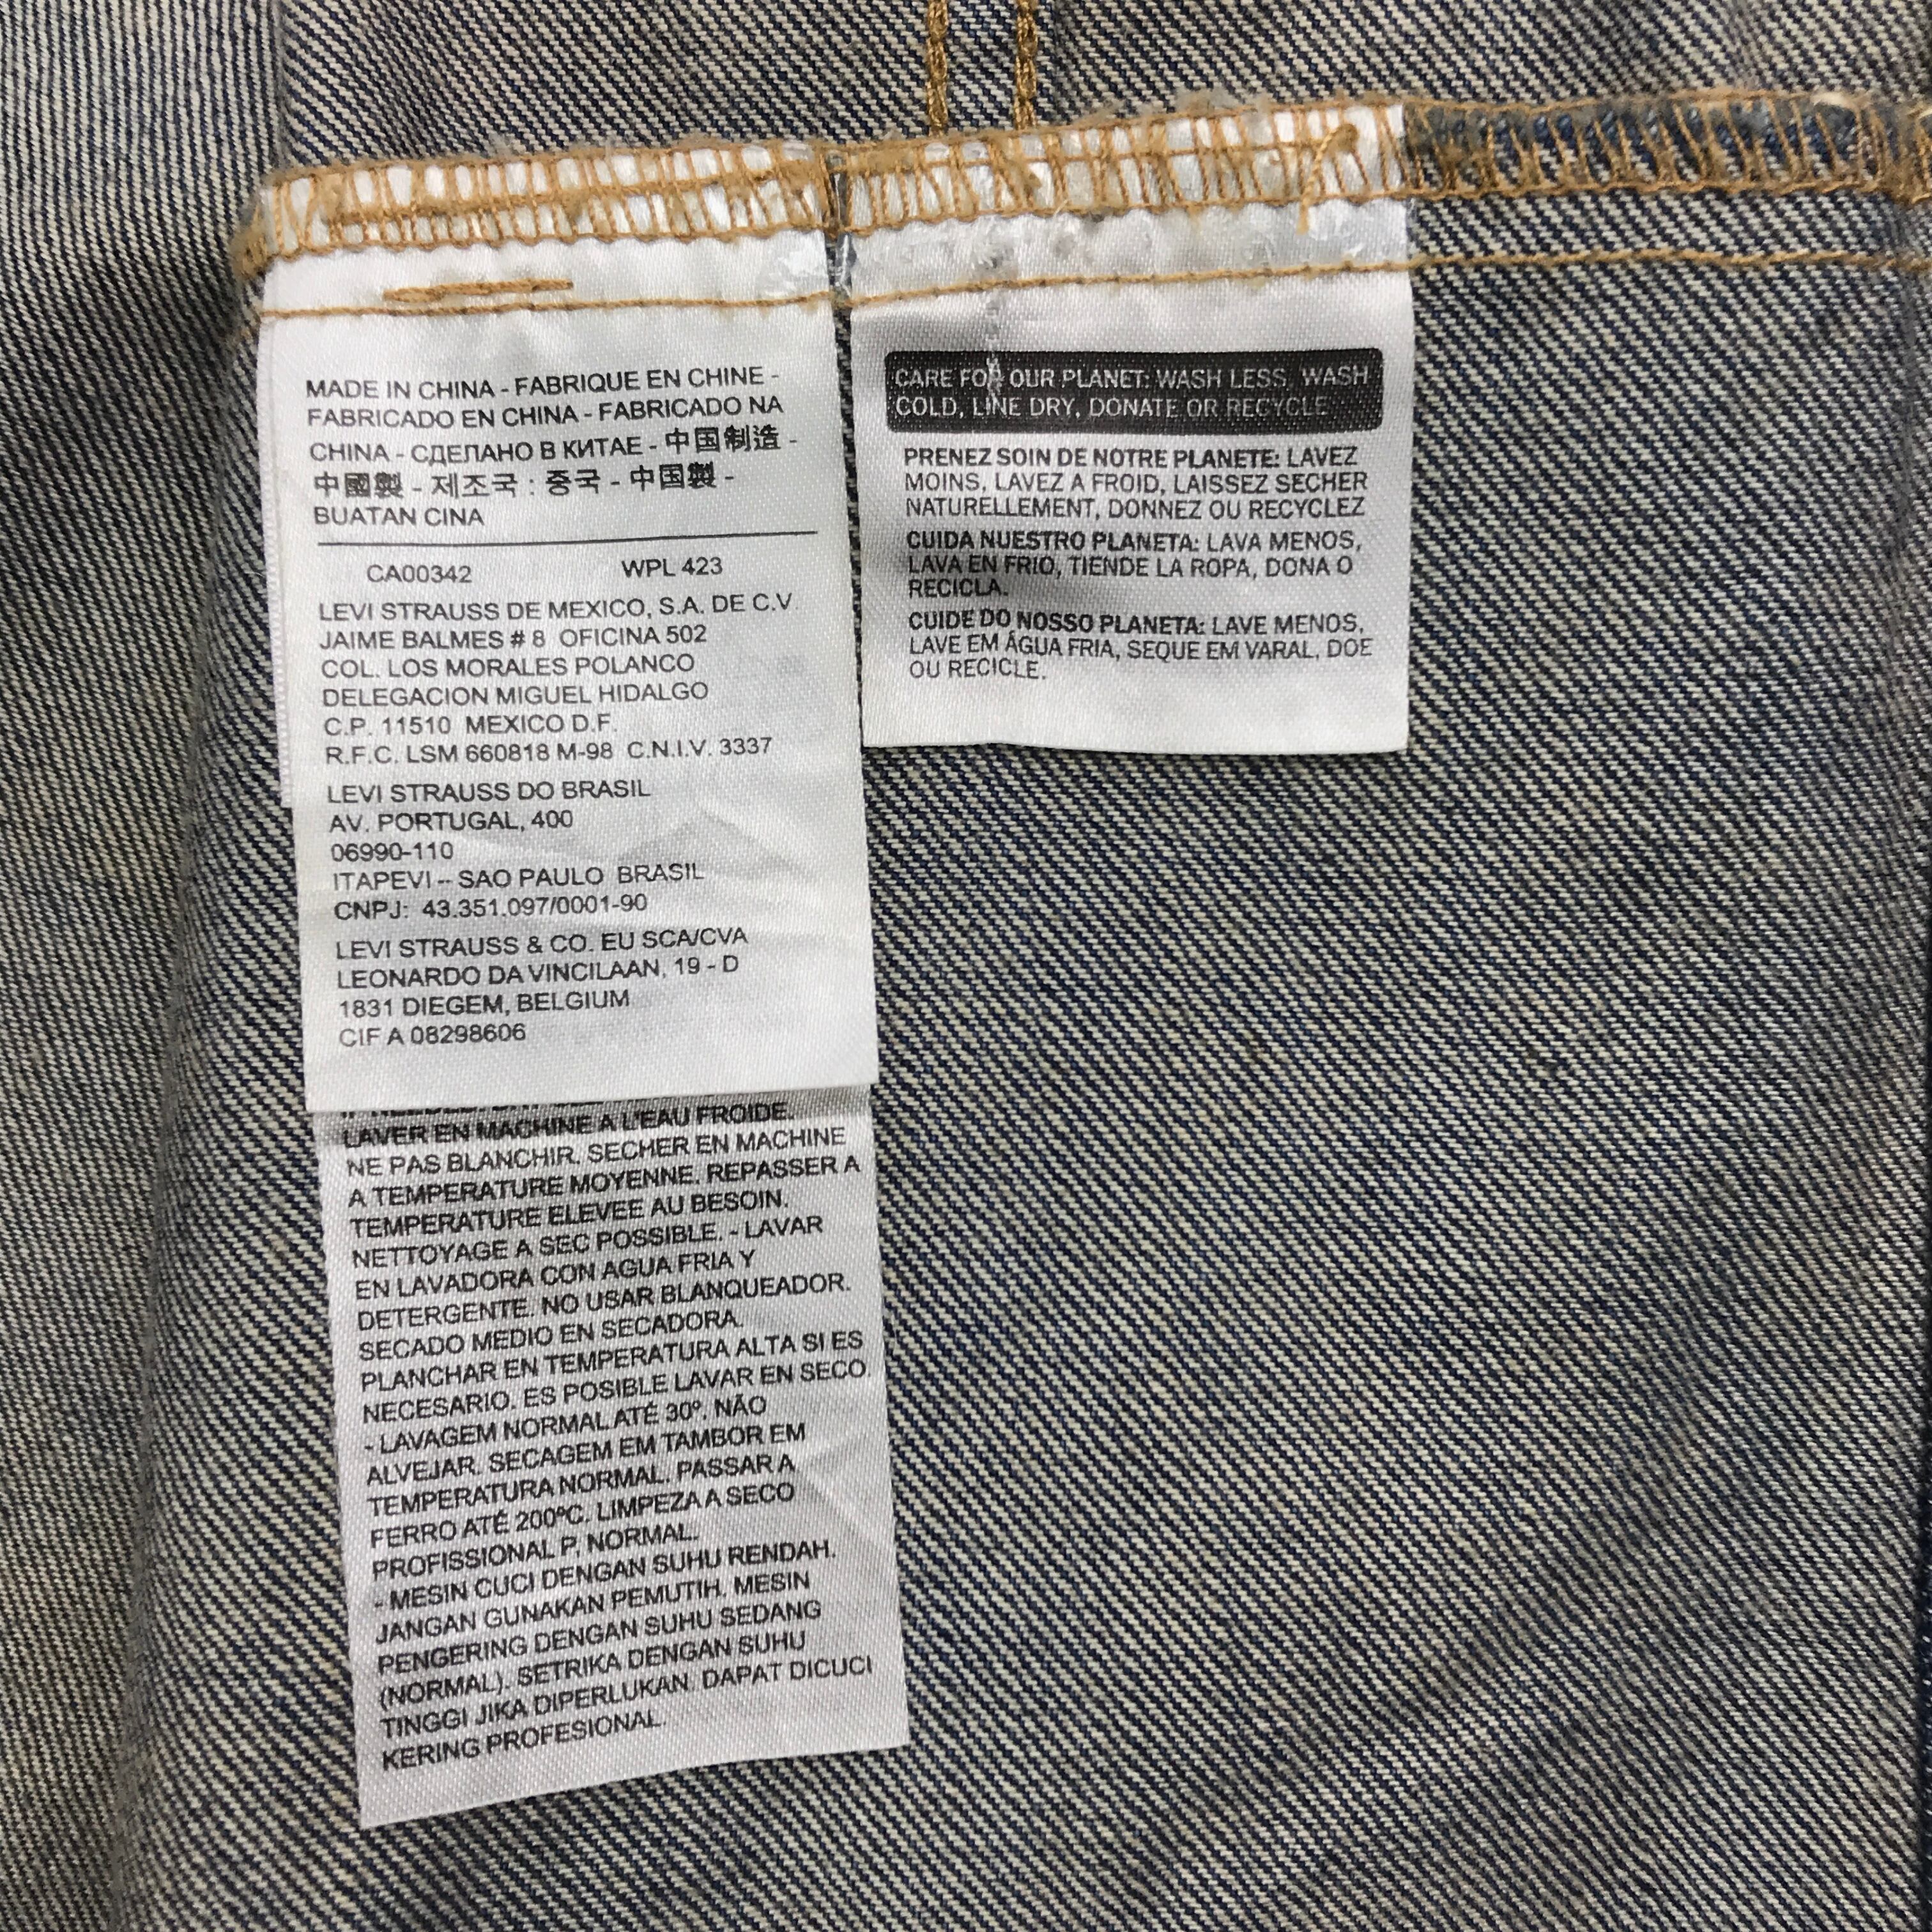 MADE IN CHINA - FABRIQUE EN CHINE -
FABRICADO EN CHINA - FABRICADO NA
CHINA - СДЕЛАНО В КИТАЕ - 中国制造 -
中國製 - 제조국 : 중국 - 中国製 -
BUATAN CINA
CA00342 WPL 423
LEVI STRAUSS DE MEXICO, S.A. DE C.V.
JAIME BALMES # 8 OFICINA 502
COL. LOS MORALES POLANCO
DELEGACION MIGUEL HIDALGO
C.P. 11510 MEXICO D.F.
R.F.C. LSM 660818 M-98 C.N.I.V. 3337
LEVI STRAUSS DO BRASIL
AV. PORTUGAL, 400
06990-110
ITAPEVI -- SAO PAULO BRASIL
CNPJ: 43.351.097/0001-90
LEVI STRAUSS & CO. EU SCA/CVA
LEONARDO DA VINCILAAN, 19 - D
1831 DIEGEM, BELGIUM
CIF A 08298606
LAVER EN MACHINE A L'EAU FROIDE.
NE PAS BLANCHIR. SECHER EN MACHINE
A TEMPERATURE MOYENNE. REPASSER A
TEMPERATURE ELEVEE AU BESOIN.
NETTOYAGE A SEC POSSIBLE. - LAVAR
EN LAVADORA CON AGUA FRIA Y
DETERGENTE. NO USAR BLANQUEADOR.
SECADO MEDIO EN SECADORA.
PLANCHAR EN TEMPERATURA ALTA SI ES
NECESARIO. ES POSIBLE LAVAR EN SECO.
- LAVAGEM NORMAL ATÉ 30º. NÃO
ALVEJAR. SECAGEM EM TAMBOR EM
TEMPERATURA NORMAL. PASSAR A
FERRO ATÉ 200ºC. LIMPEZA A SECO
PROFISSIONAL P, NORMAL.
- MESIN CUCI DENGAN SUHU RENDAH.
JANGAN GUNAKAN PEMUTIH. MESIN
PENGERING DENGAN SUHU SEDANG
(NORMAL). SETRIKA DENGAN SUHU
TINGGI JIKA DIPERLUKAN. DAPAT DICUCI
KERING PROFESIONAL.
CARE FOR OUR PLANET: WASH LESS, WASH
COLD, LINE DRY, DONATE OR RECYCLE
PRENEZ SOIN DE NOTRE PLANETE: LAVEZ
MOINS, LAVEZ A FROID, LAISSEZ SECHER
NATURELLEMENT, DONNEZ OU RECYCLEZ
CUIDA NUESTRO PLANETA: LAVA MENOS,
LAVA EN FRIO, TIENDE LA ROPA, DONA O
RECICLA.
CUIDE DO NOSSO PLANETA: LAVE MENOS,
LAVE EM ÁGUA FRIA, SEQUE EM VARAL, DOE
OU RECICLE.